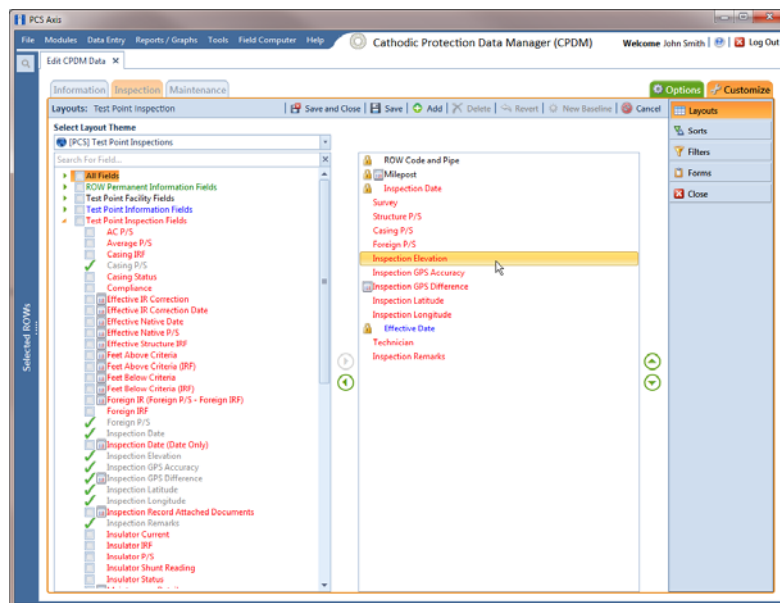 PCS Axis
File Modules Data Entry Reports / Graphs Tools Field Computer Help Cathodic Protection Data Manager (CPDM) Welcome John Smith Log Out
Edit CPDM Data
Information Inspection Maintenance Options Customize
Layouts: Test Point Inspection Save and Close Save Add Delete Revert New Baseline Cancel
Layouts
Sorts
Filters
Forms
Close
Selected ROWs
Select Layout Theme
[PCS] Test Point Inspections
Search For Field...
All Fields
ROW Permanent Information Fields
Test Point Facility Fields
Test Point Information Fields
Test Point Inspection Fields
AC P/S
Average P/S
Casing IRF
Casing P/S
Casing Status
Compliance
Effective IR Correction
Effective IR Correction Date
Effective Native Date
Effective Native P/S
Effective Structure IRF
Feet Above Criteria
Feet Above Criteria (IRF)
Feet Below Criteria
Feet Below Criteria (IRF)
Foreign IR (Foreign P/S - Foreign IRF)
Foreign IRF
Foreign P/S
Inspection Date
Inspection Date (Date Only)
Inspection Elevation
Inspection GPS Accuracy
Inspection GPS Difference
Inspection Latitude
Inspection Longitude
Inspection Record Attached Documents
Inspection Remarks
Insulator Current
Insulator IRF
Insulator P/S
Insulator Shunt Reading
Insulator Status
ROW Code and Pipe
Milepost
Inspection Date
Survey
Structure P/S
Casing P/S
Foreign P/S
Inspection Elevation
Inspection GPS Accuracy
Inspection GPS Difference
Inspection Latitude
Inspection Longitude
Effective Date
Technician
Inspection Remarks